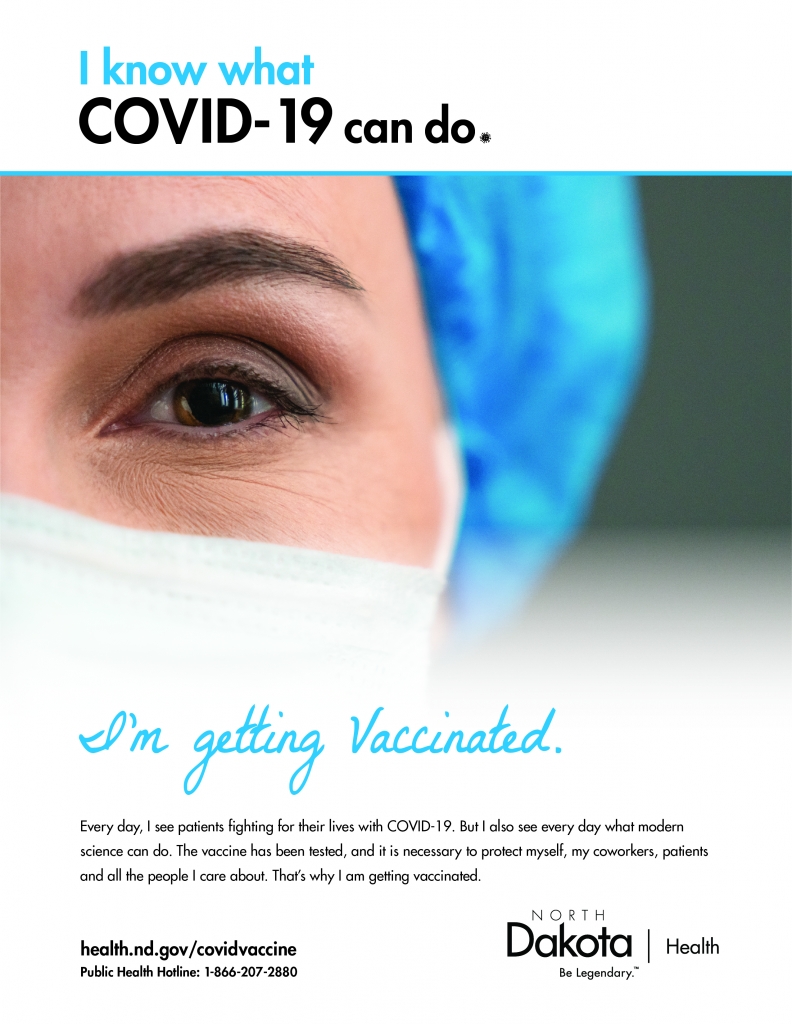 I know what
COVID-19 can do.
I'm getting Vaccinated.
Every day, I see patients fighting for their lives with COVID-19. But I also see every day what modern
science can do. The vaccine has been tested, and it is necessary to protect myself, my coworkers, patients
and all the people I care about. That's why I am getting vaccinated.
health.nd.gov/covidvaccine
Public Health Hotline: 1-866-207-2880
NORTH
Dakota | Health
Be Legendary.™